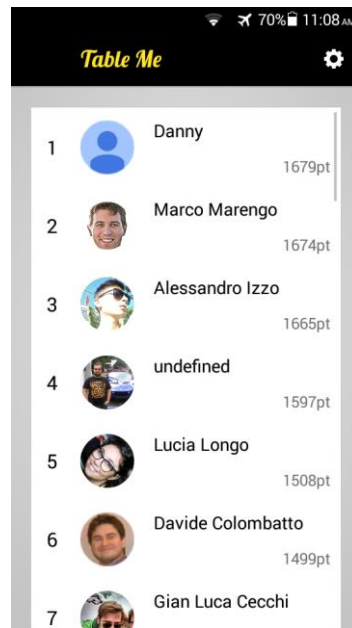 70% 11:08 AM
Table Me
1
Danny
1679pt
2
Marco Marengo
1674pt
3
Alessandro Izzo
1665pt
4
undefined
1597pt
5
Lucia Longo
1508pt
6
Davide Colombatto
1499pt
7
Gian Luca Cecchi